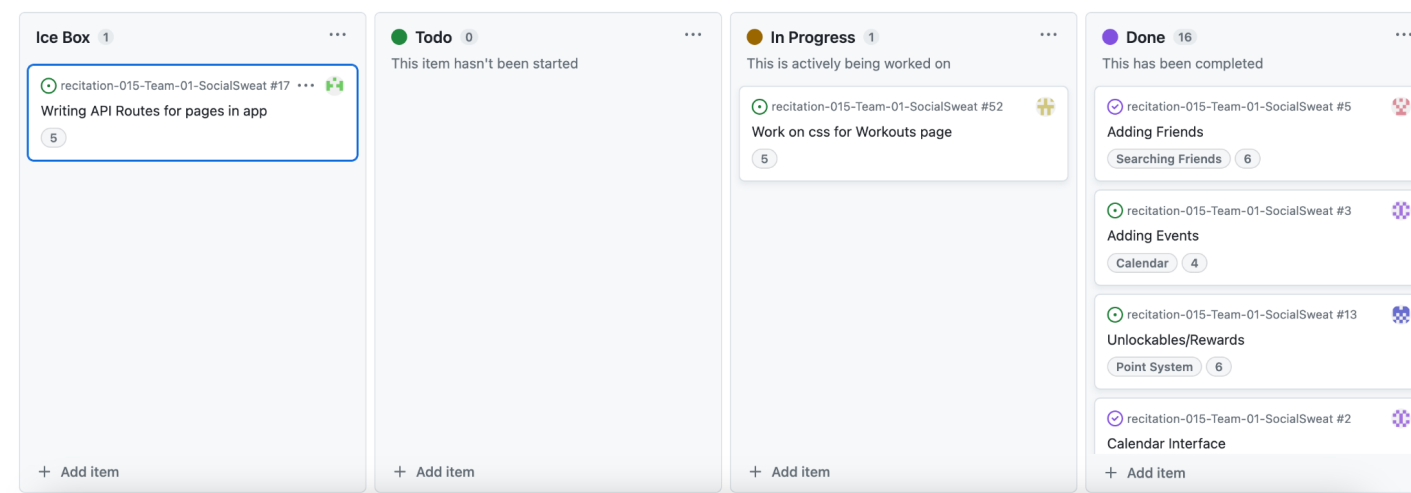 Ice Box 1
recitation-015-Team-01-SocialSweat #17
Writing API Routes for pages in app
5
+ Add item
Todo 0
This item hasn't been started
+ Add item
In Progress 1
This is actively being worked on
recitation-015-Team-01-SocialSweat #52
Work on css for Workouts page
5
+ Add item
Done 16
This has been completed
recitation-015-Team-01-SocialSweat #5
Adding Friends
Searching Friends 6
recitation-015-Team-01-SocialSweat #3
Adding Events
Calendar 4
recitation-015-Team-01-SocialSweat #13
Unlockables/Rewards
Point System 6
recitation-015-Team-01-SocialSweat #2
Calendar Interface
+ Add item